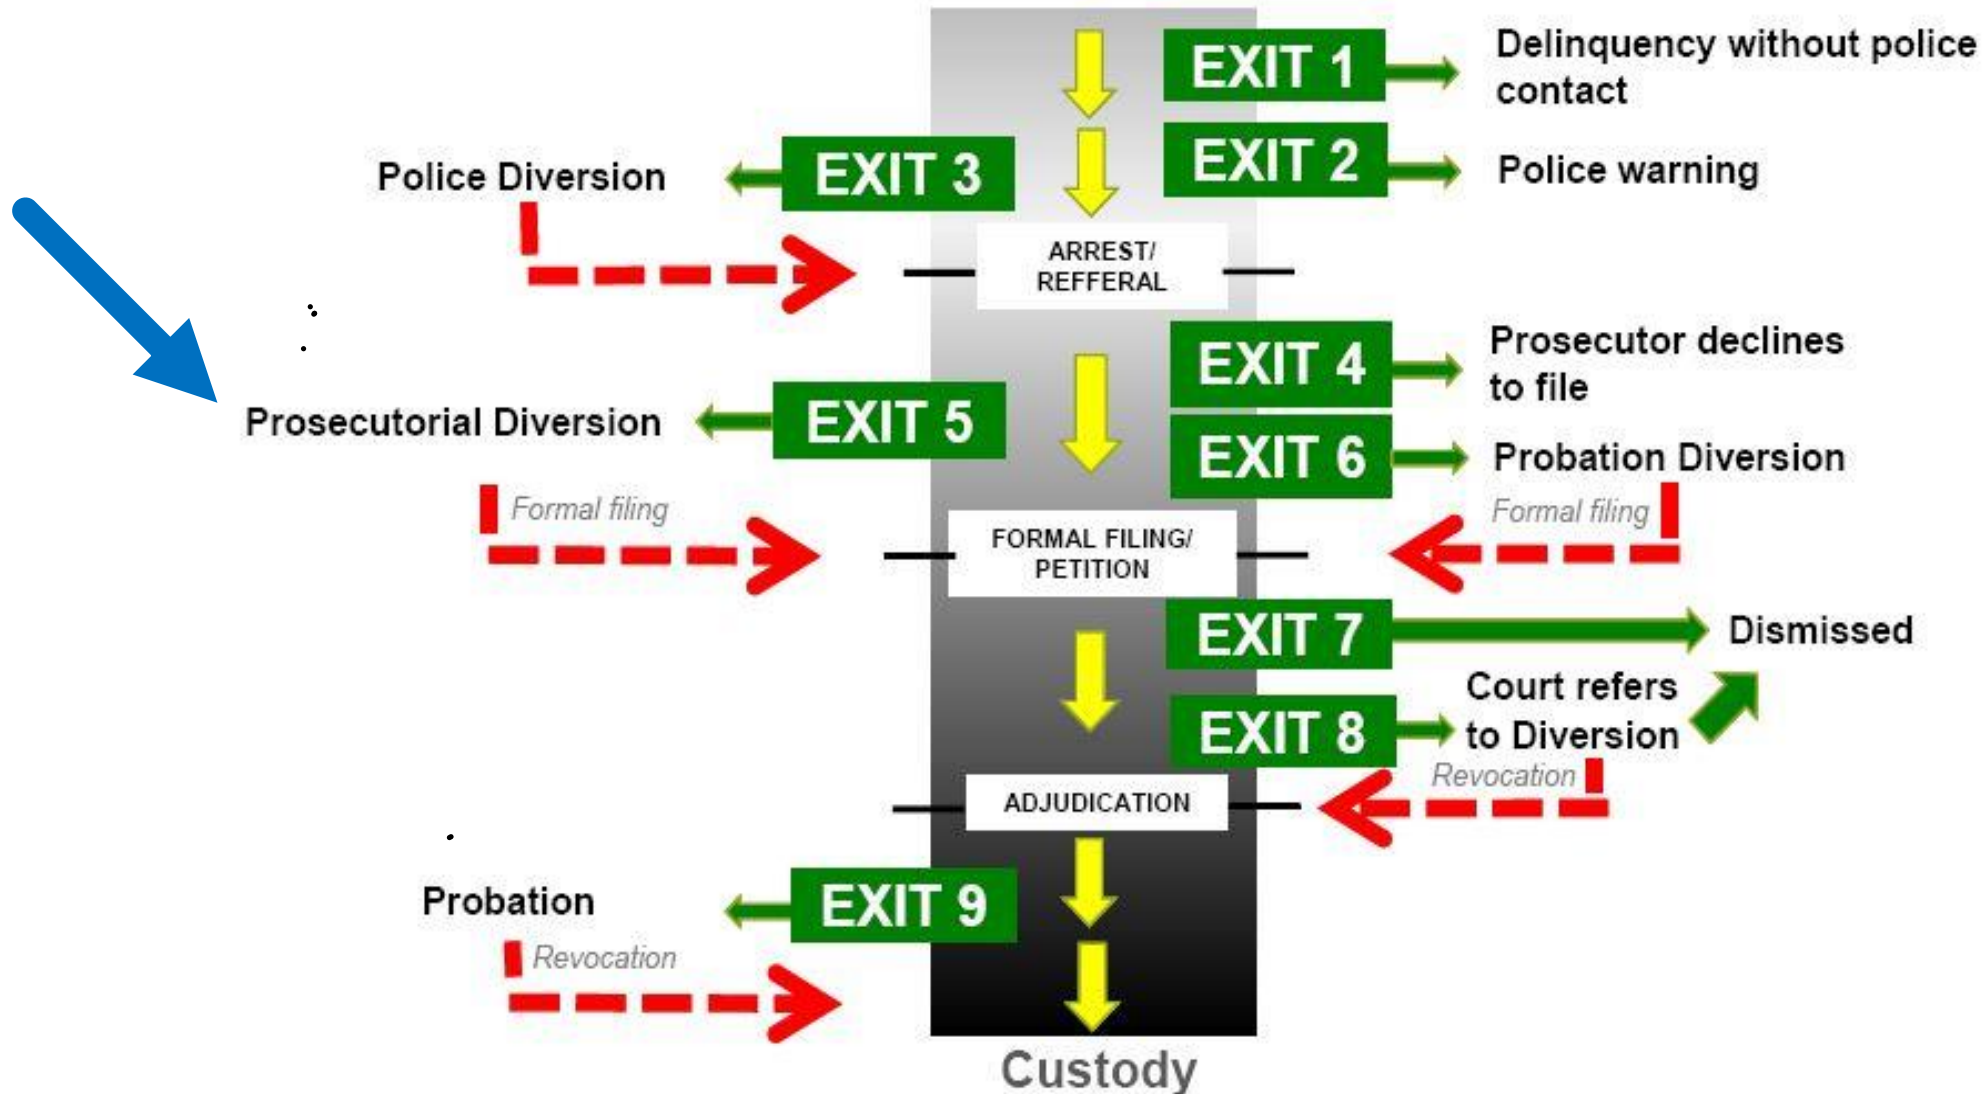 EXIT 1
Delinquency without police
contact
EXIT 2
Police warning
EXIT 3
Police Diversion
ARREST/
REFFERAL
EXIT 4
Prosecutor declines
to file
EXIT 5
Prosecutorial Diversion
Formal filing
EXIT 6
Probation Diversion
Formal filing
FORMAL FILING/
PETITION
EXIT 7
Dismissed
EXIT 8
Court refers
to Diversion
Revocation
ADJUDICATION
EXIT 9
Probation
Revocation
Custody